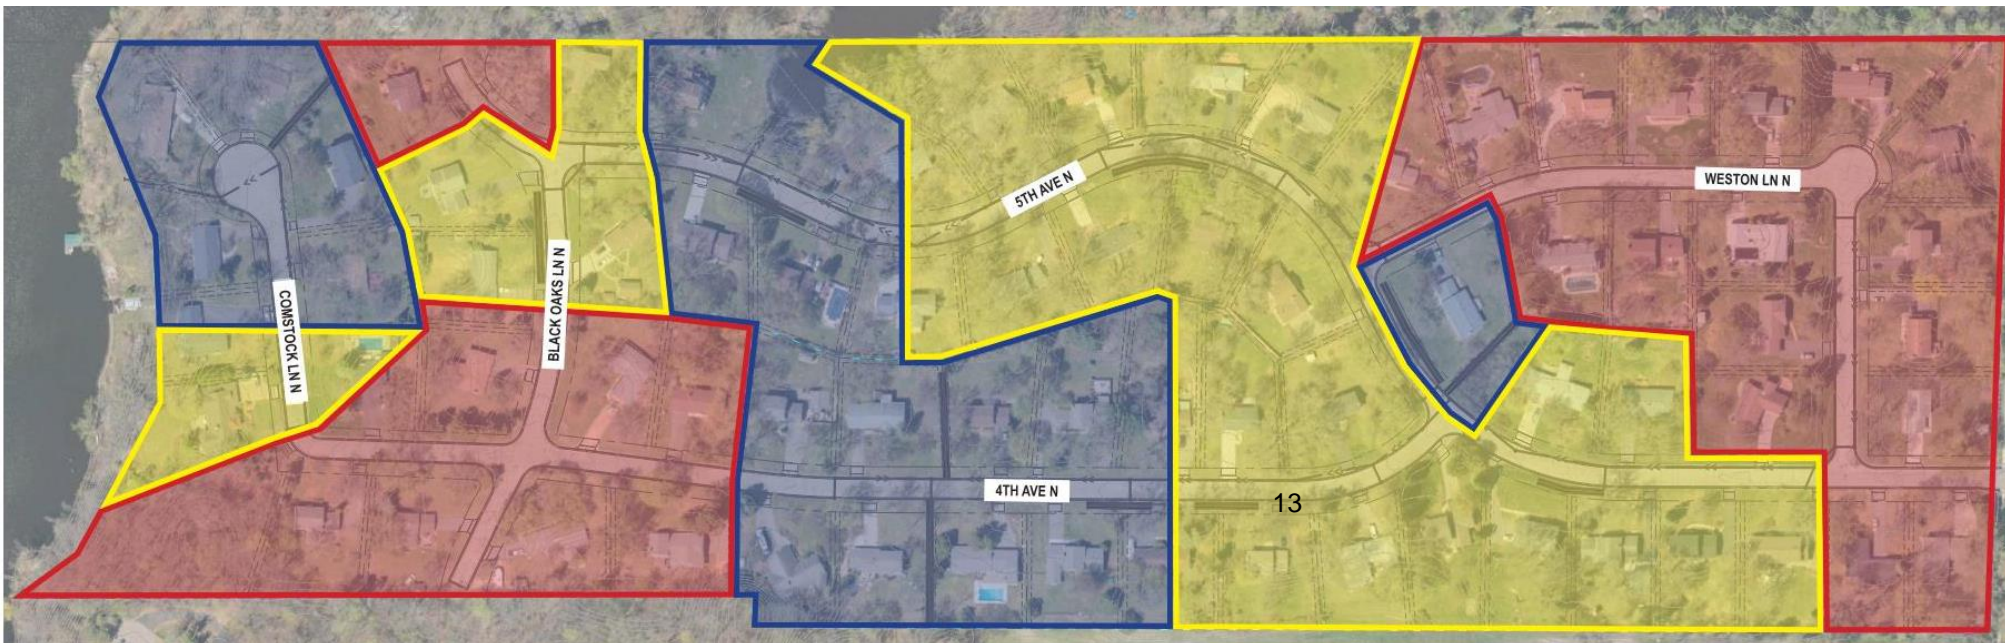 5TH AVE N
WESTON LN N
COMSTOCK LN N
BLACK OAKS LN N
4TH AVE N
13